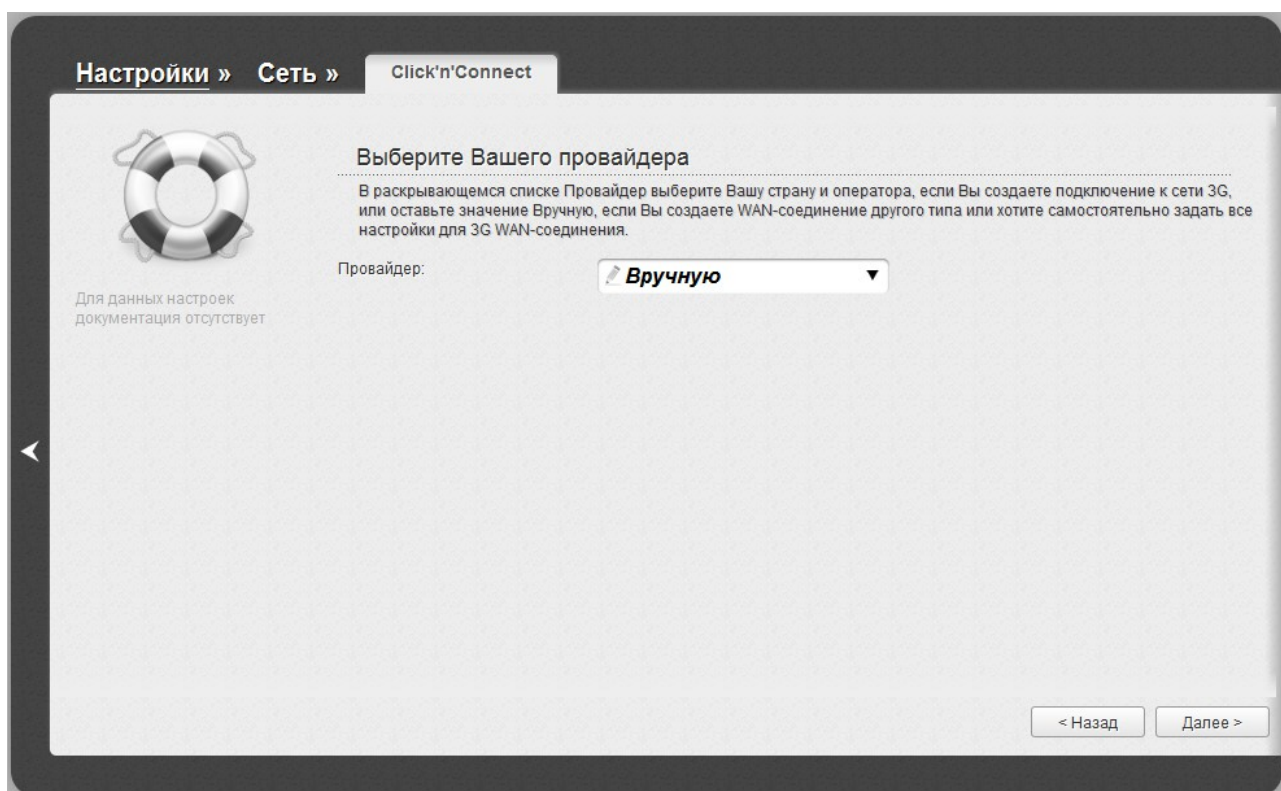 Настройки » Сеть » Click'n'Connect
Выберите Вашего провайдера
В раскрывающемся списке Провайдер выберите Вашу страну и оператора, если Вы создаете подключение к сети 3G,
или оставьте значение Вручную, если Вы создаете WAN-соединение другого типа или хотите самостоятельно задать все
настройки для 3G WAN-соединения.
Провайдер: Вручную
Для данных настроек
документация отсутствует
< Назад Далее >